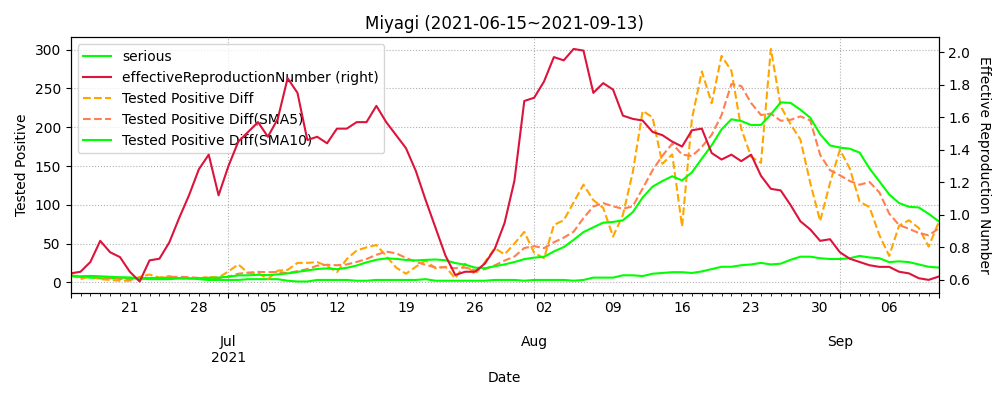 Miyagi (2021-06-15~2021-09-13)
serious
effectiveReproductionNumber (right)
Tested Positive Diff
Tested Positive Diff(SMA5)
Tested Positive Diff(SMA10)
Tested Positive
300
250
200
150
100
50
0
Effective Reproduction Number
2.0
1.8
1.6
1.4
1.2
1.0
0.8
0.6
21 28 05 12 19 26 02 09 16 23 30 06
Jul Aug Sep
2021
Date